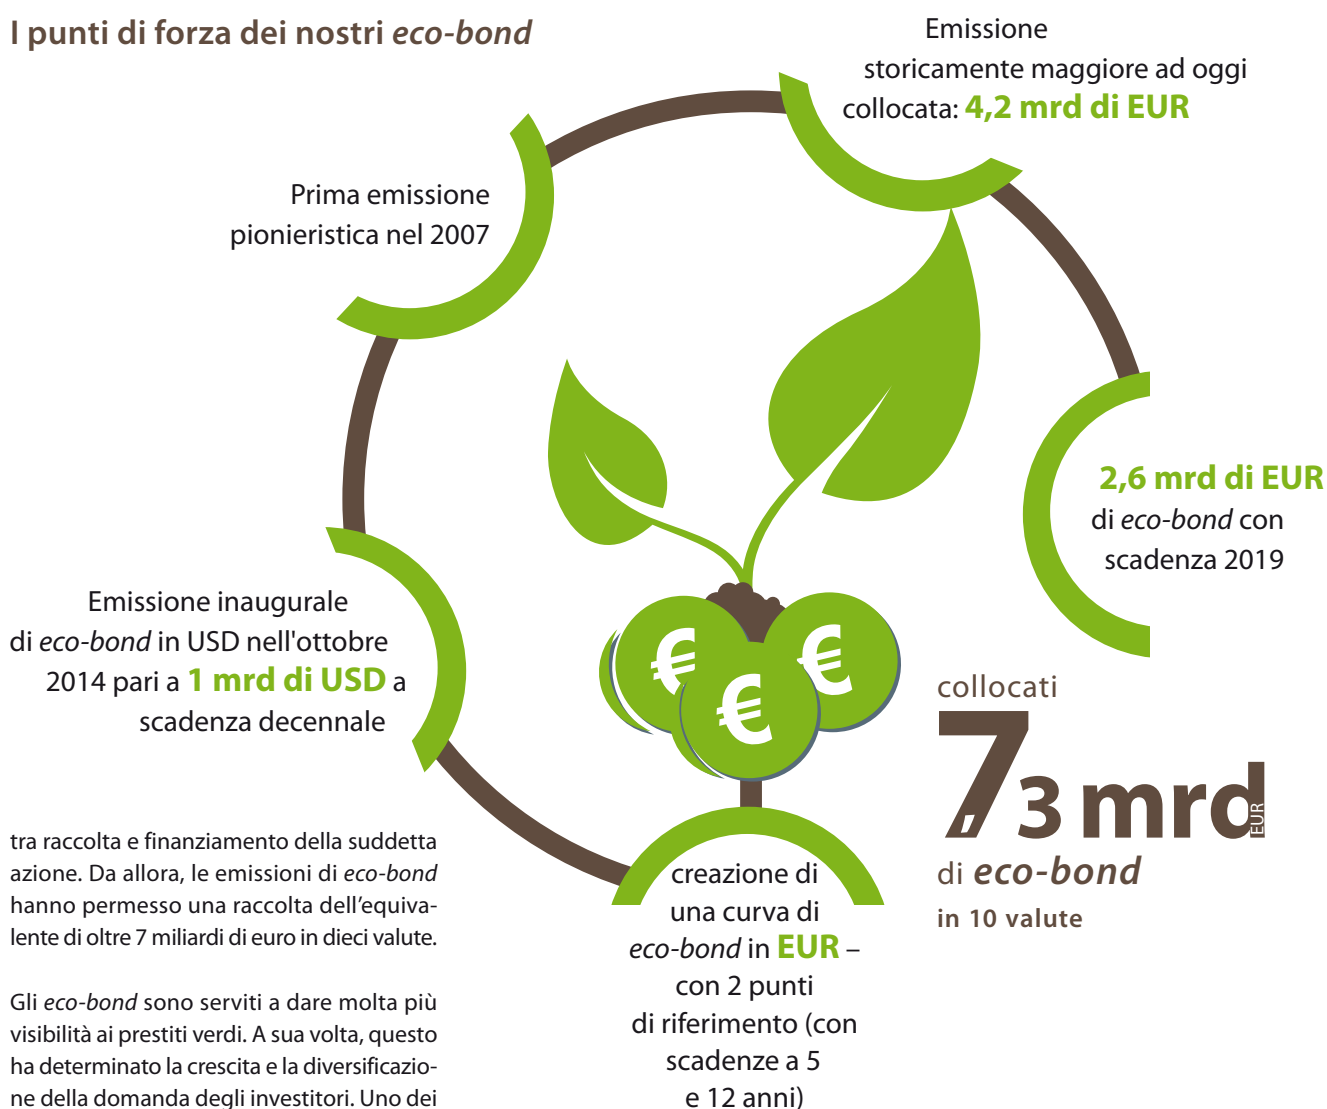 I punti di forza dei nostri eco-bond
Emissione
storicamente maggiore ad oggi
collocata: 4,2 mrd di EUR
Prima emissione
pionieristica nel 2007
2,6 mrd di EUR
di eco-bond con
scadenza 2019
Emissione inaugurale
di eco-bond in USD nell'ottobre
2014 pari a 1 mrd di USD a
scadenza decennale
collocati
7,3 mrd EUR
di eco-bond
in 10 valute
creazione di
una curva di
eco-bond in EUR –
con 2 punti
di riferimento (con
scadenze a 5
e 12 anni)
tra raccolta e finanziamento della suddetta
azione. Da allora, le emissioni di eco-bond
hanno permesso una raccolta dell’equiva-
lente di oltre 7 miliardi di euro in dieci valute.
Gli eco-bond sono serviti a dare molta più
visibilità ai prestiti verdi. A sua volta, questo
ha determinato la crescita e la diversificazio-
ne della domanda degli investitori. Uno dei
€
€
€